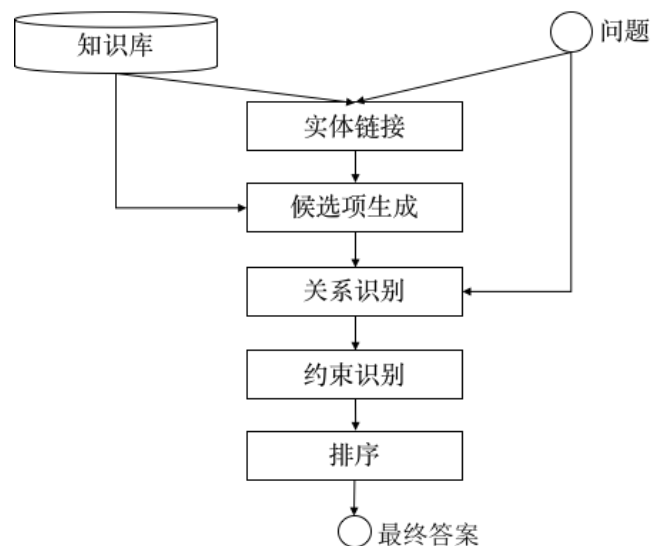 知识库
问题
实体链接
候选项生成
关系识别
约束识别
排序
最终答案